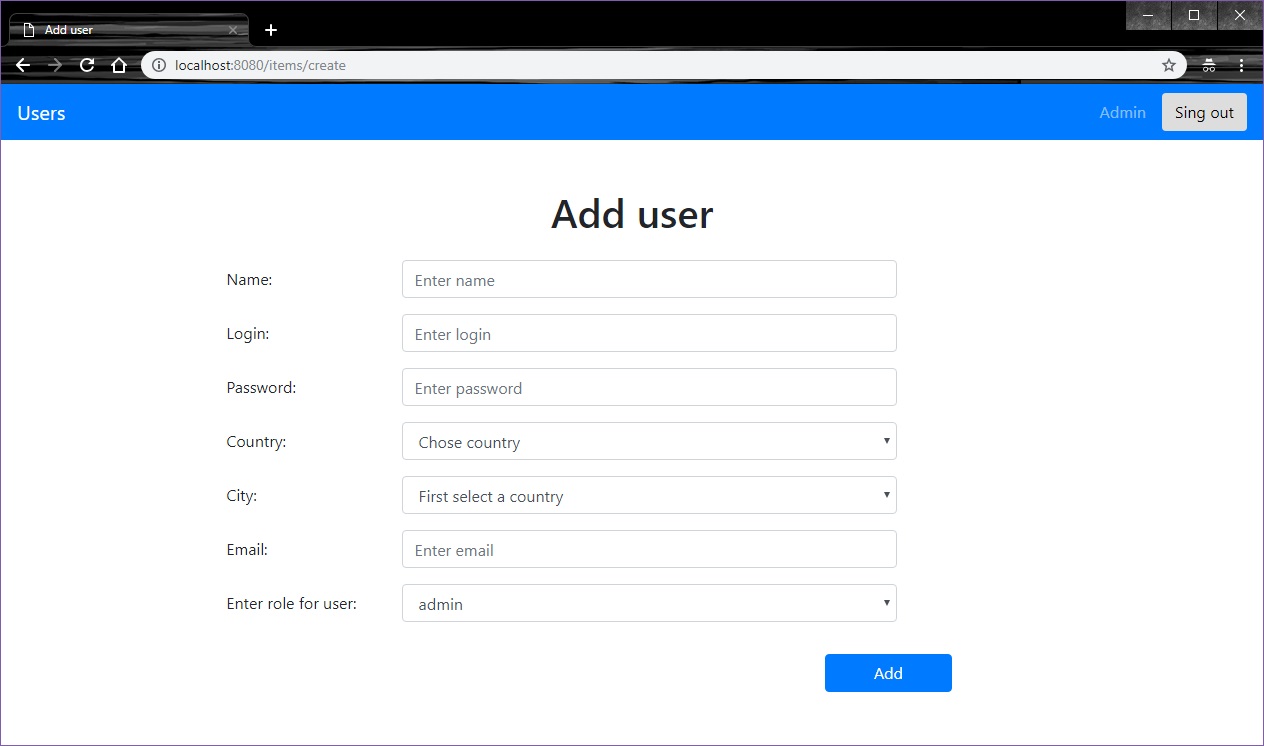 Add user
localhost:8080/items/create
Users Admin Sing out
Add user
Name: Enter name
Login: Enter login
Password: Enter password
Country: Chose country
City: First select a country
Email: Enter email
Enter role for user: admin
Add